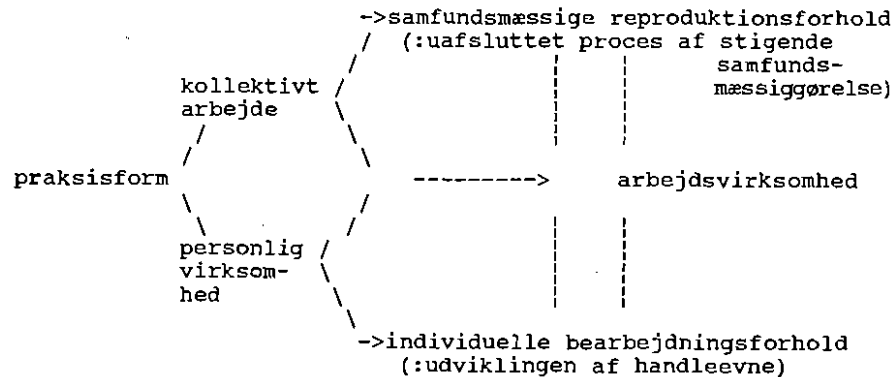 ->samfundsmæssige reproduktionsforhold
(:uafsluttet proces af stigende
samfunds-
mæssiggørelse)
kollektivt
arbejde
praksisform
---------> arbejdsvirksomhed
personlig
virksom-
hed
->individuelle bearbejdningsforhold
(:udviklingen af handleevne)